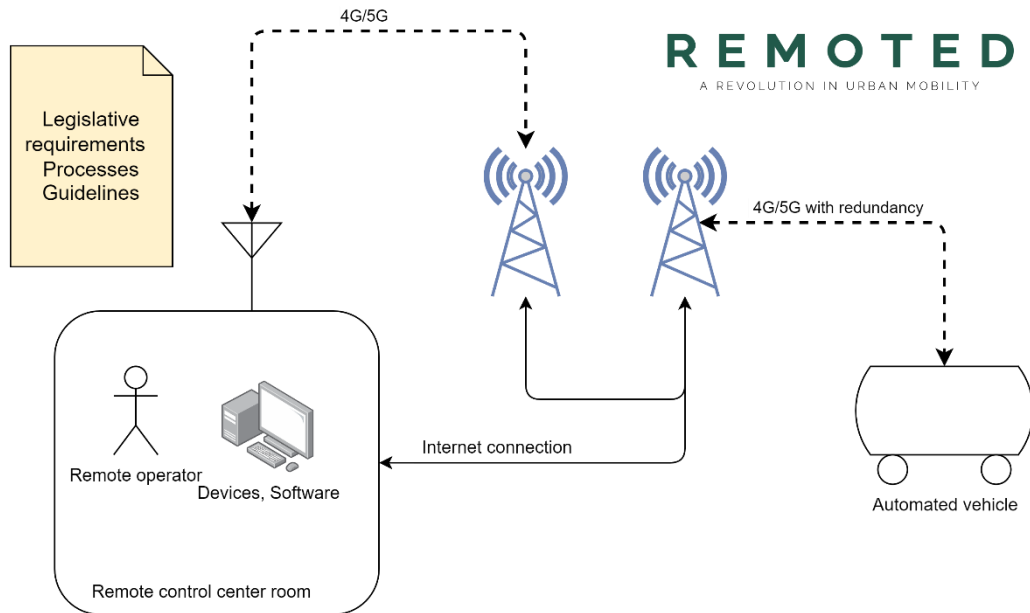 4G/5G
REMOTED
A REVOLUTION IN URBAN MOBILITY
Legislative
requirements
Processes
Guidelines
4G/5G with redundancy
Internet connection
Remote operator
Devices, Software
Automated vehicle
Remote control center room